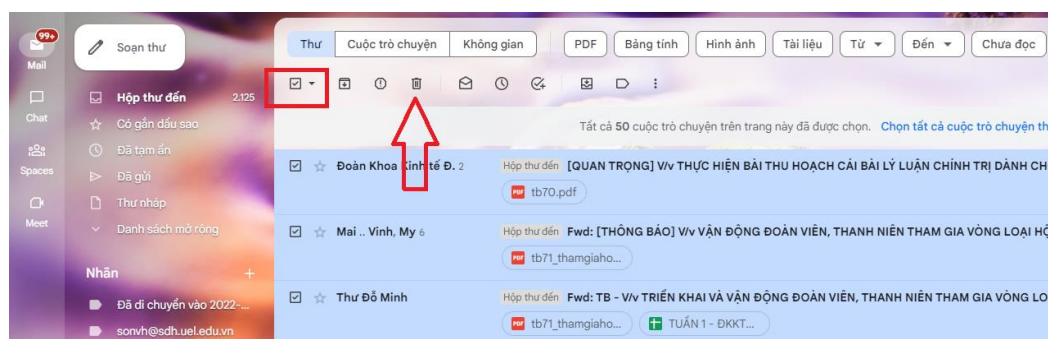 99+
Mail
Chat
Spaces
Meet
Soạn thư
Hộp thư đến 2.125
Có gắn dấu sao
Đã tạm ẩn
Đã gửi
Thư nháp
Danh sách mở rộng
Nhãn +
Đã di chuyển vào 2022-...
sonvh@sdh.uel.edu.vn
Thư Cuộc trò chuyện Không gian PDF Bảng tính Hình ảnh Tài liệu Từ Đến Chưa đọc
Tất cả 50 cuộc trò chuyện trên trang này đã được chọn. Chọn tất cả cuộc trò chuyện th
Đoàn Khoa Kinh tế Đ. 2 Hộp thư đến [QUAN TRỌNG] V/v THỰC HIỆN BÀI THU HOẠCH CÁI BÀI LÝ LUẬN CHÍNH TRỊ DÀNH CH
PDF tb70.pdf
Mai .. Vinh, My 6 Hộp thư đến Fwd: [THÔNG BÁO] V/v VẬN ĐỘNG ĐOÀN VIÊN, THANH NIÊN THAM GIA VÒNG LOẠI HỘ
PDF tb71_thamgiaho...
Thư Đỗ Minh Hộp thư đến Fwd: TB - V/v TRIỂN KHAI VÀ VẬN ĐỘNG ĐOÀN VIÊN, THANH NIÊN THAM GIA VÒNG LO
PDF tb71_thamgiaho... TUẦN 1 - ĐKKT...